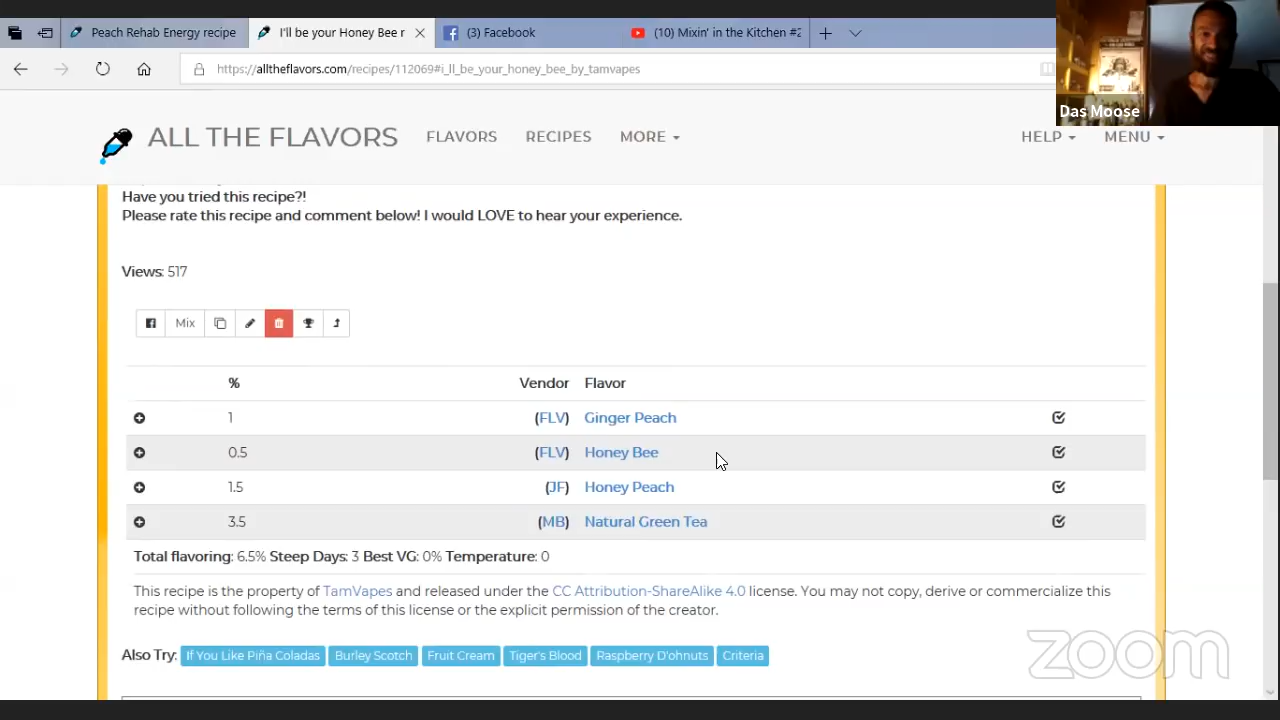 Peach Rehab Energy recipe
I'll be your Honey Bee r
(3) Facebook
(10) Mixin' in the Kitchen #2
https://alltheflavors.com/recipes/112069#i_ll_be_your_honey_bee_by_tamvapes
Das Moose
ALL THE FLAVORS FLAVORS RECIPES MORE HELP MENU
Have you tried this recipe?!
Please rate this recipe and comment below! I would LOVE to hear your experience.
Views: 517
Mix
% Vendor Flavor
1 (FLV) Ginger Peach
0.5 (FLV) Honey Bee
1.5 (JF) Honey Peach
3.5 (MB) Natural Green Tea
Total flavoring: 6.5% Steep Days: 3 Best VG: 0% Temperature: 0
This recipe is the property of TamVapes and released under the CC Attribution-ShareAlike 4.0 license. You may not copy, derive or commercialize this
recipe without following the terms of this license or the explicit permission of the creator.
Also Try: If You Like Piña Coladas Burley Scotch Fruit Cream Tiger's Blood Raspberry D'ohnuts Criteria
zoom